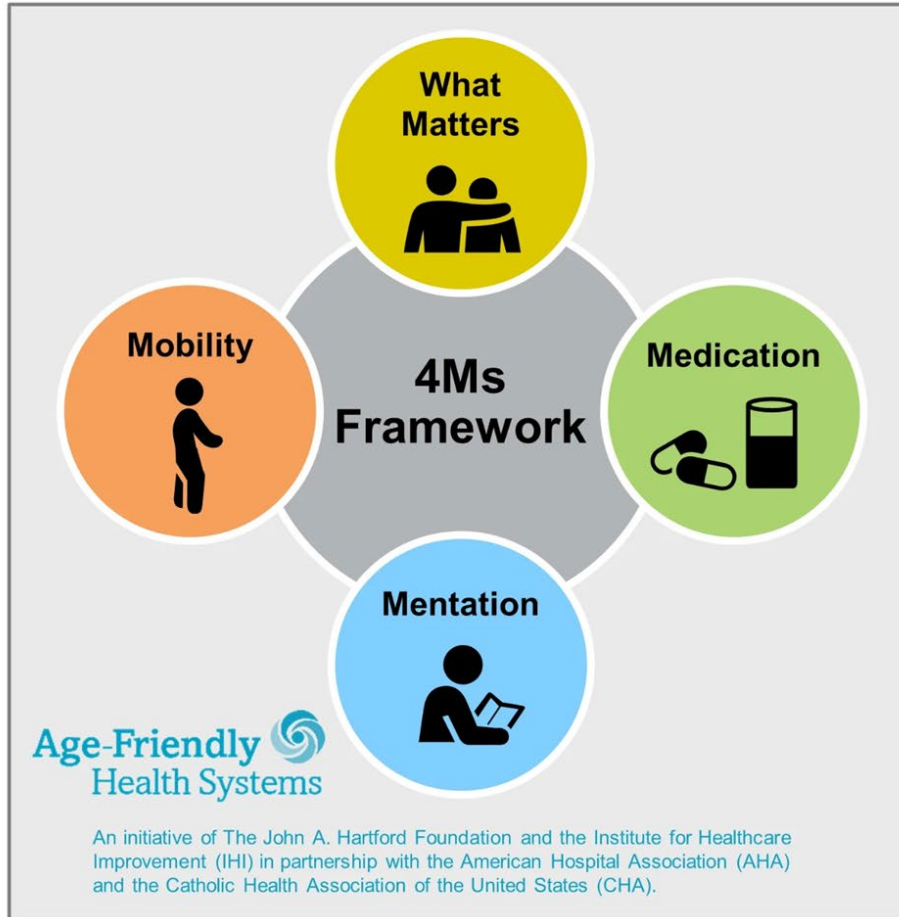 What
Matters
Mobility
4Ms
Framework
Medication
Mentation
Age-Friendly
Health Systems
An initiative of The John A. Hartford Foundation and the Institute for Healthcare
Improvement (IHI) in partnership with the American Hospital Association (AHA)
and the Catholic Health Association of the United States (CHA).